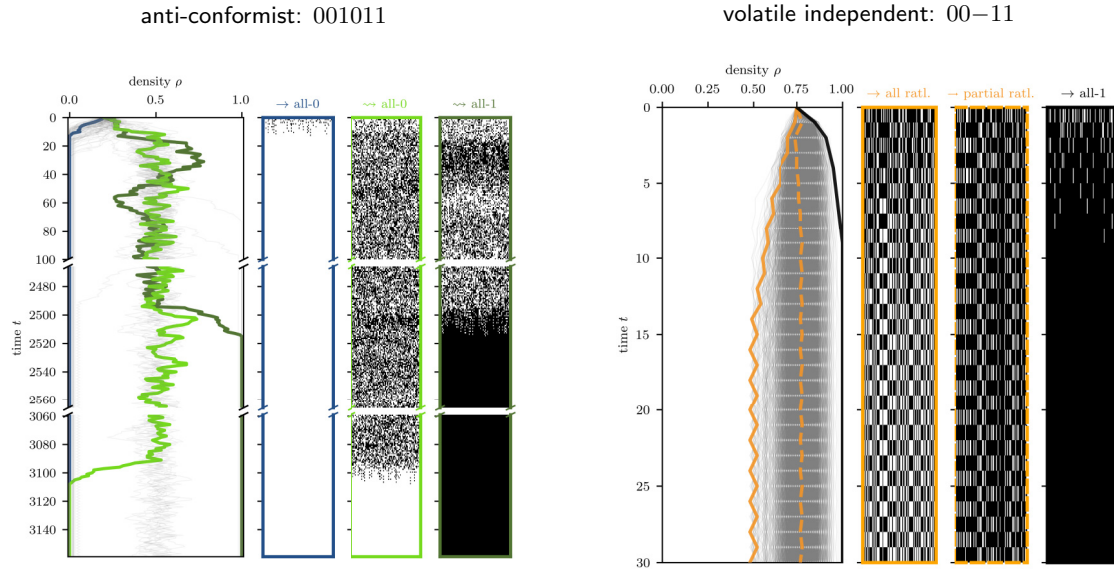 anti-conformist: 001011
density ρ
0.0 0.5 1.0
→ all-0
⇝ all-0
⇝ all-1
time t
0
20
40
60
80
100
2480
2500
2520
2540
2560
3060
3080
3100
3120
3140
volatile independent: 00−11
density ρ
0.00 0.25 0.50 0.75 1.00
→ all ratl.
→ partial ratl.
→ all-1
time t
0
5
10
15
20
25
30